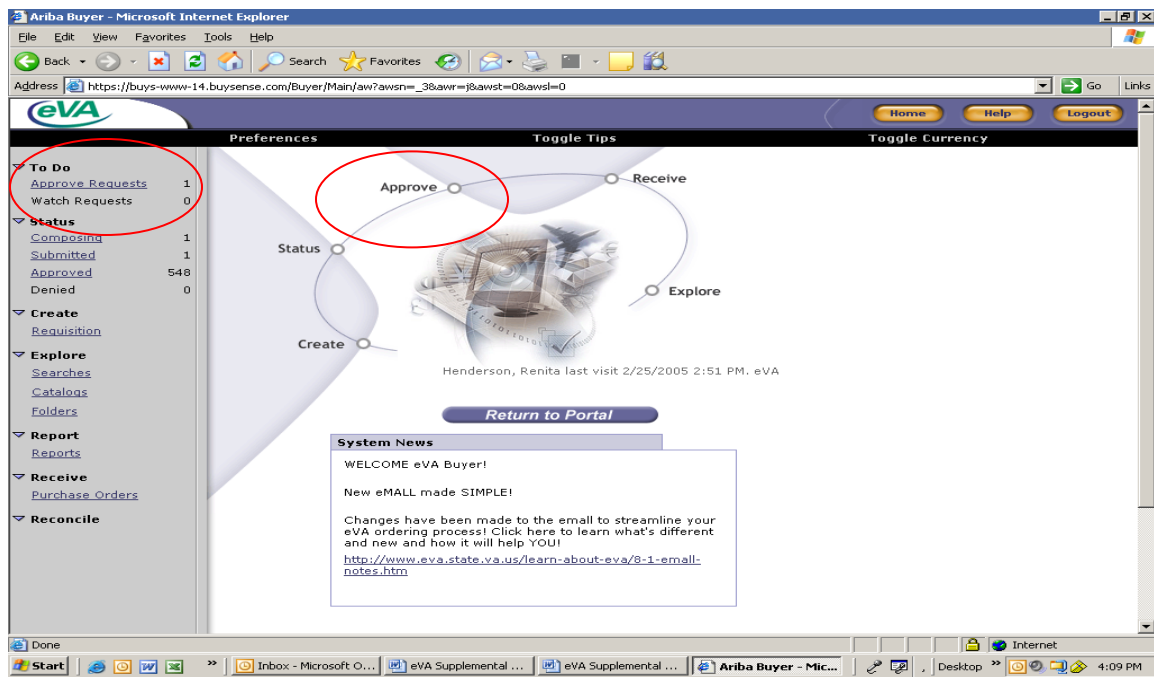 Ariba Buyer - Microsoft Internet Explorer
File Edit View Favorites Tools Help
Back Search Favorites
Address https://buys-www-14.buysense.com/Buyer/Main/aw?awsn=_3&awr=j&awst=0&awsl=0 Go Links
eVA Home Help Logout
Preferences Toggle Tips Toggle Currency
To Do
Approve Requests 1
Watch Requests 0
Status
Composing 1
Submitted 1
Approved 548
Denied 0
Create
Requisition
Explore
Searches
Catalogs
Folders
Report
Reports
Receive
Purchase Orders
Reconcile
Approve
Receive
Status
Explore
Create
Henderson, Renita last visit 2/25/2005 2:51 PM. eVA
Return to Portal
System News
WELCOME eVA Buyer!
New eMALL made SIMPLE!
Changes have been made to the email to streamline your
eVA ordering process! Click here to learn what's different
and new and how it will help YOU!
http://www.eva.state.va.us/learn-about-eva/8-1-emall-
notes.htm
Done Internet
Start Inbox - Microsoft O... eVA Supplemental ... eVA Supplemental ... Ariba Buyer - Mic... Desktop 4:09 PM